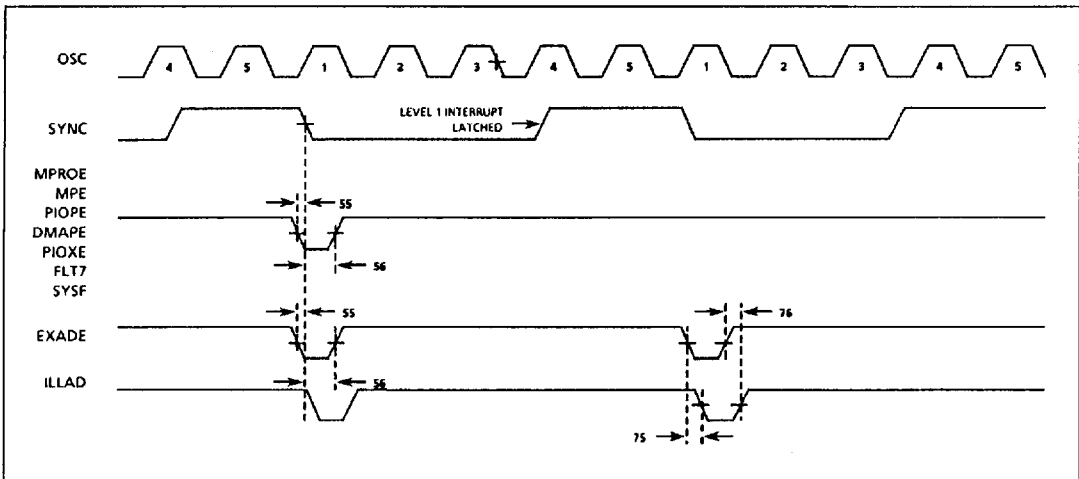 OSC
4 5 1 2 3 4 5 1 2 3 4 5
SYNC
LEVEL 1 INTERRUPT
LATCHED
MPROE
MPE
PIOPE
DMAPE
PIOXE
FLT7
SYSF
55
56
EXADE
55
76
ILLAD
56
75